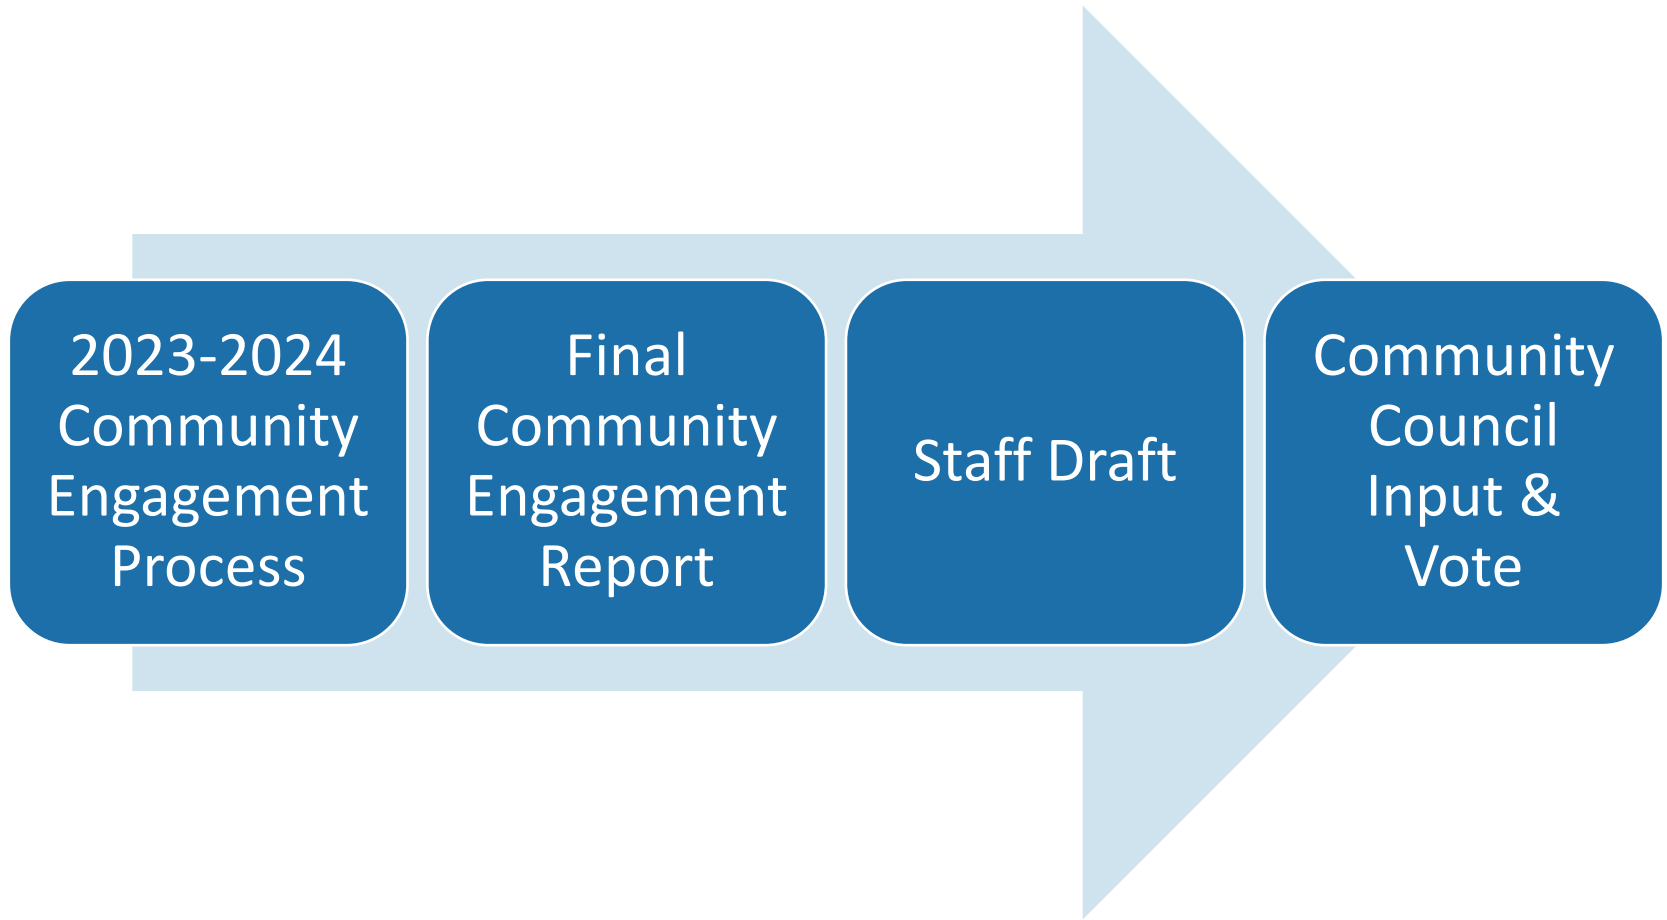 2023-2024
Community
Engagement
Process
Final
Community
Engagement
Report
Staff Draft
Community
Council
Input &
Vote